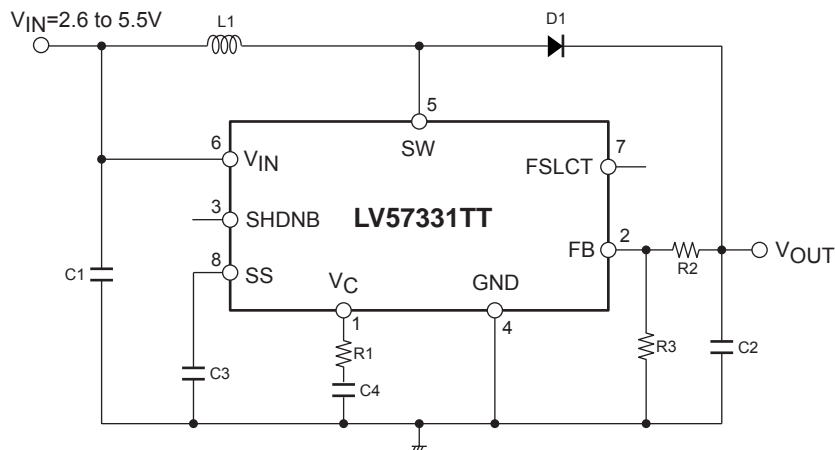 VIN=2.6 to 5.5V
L1
D1
5
SW
6
VIN
7
FSLCT
3
SHDNB
LV57331TT
2
FB
R2
VOUT
8
SS
C1
VC
GND
1
4
R1
R3
C2
C3
C4